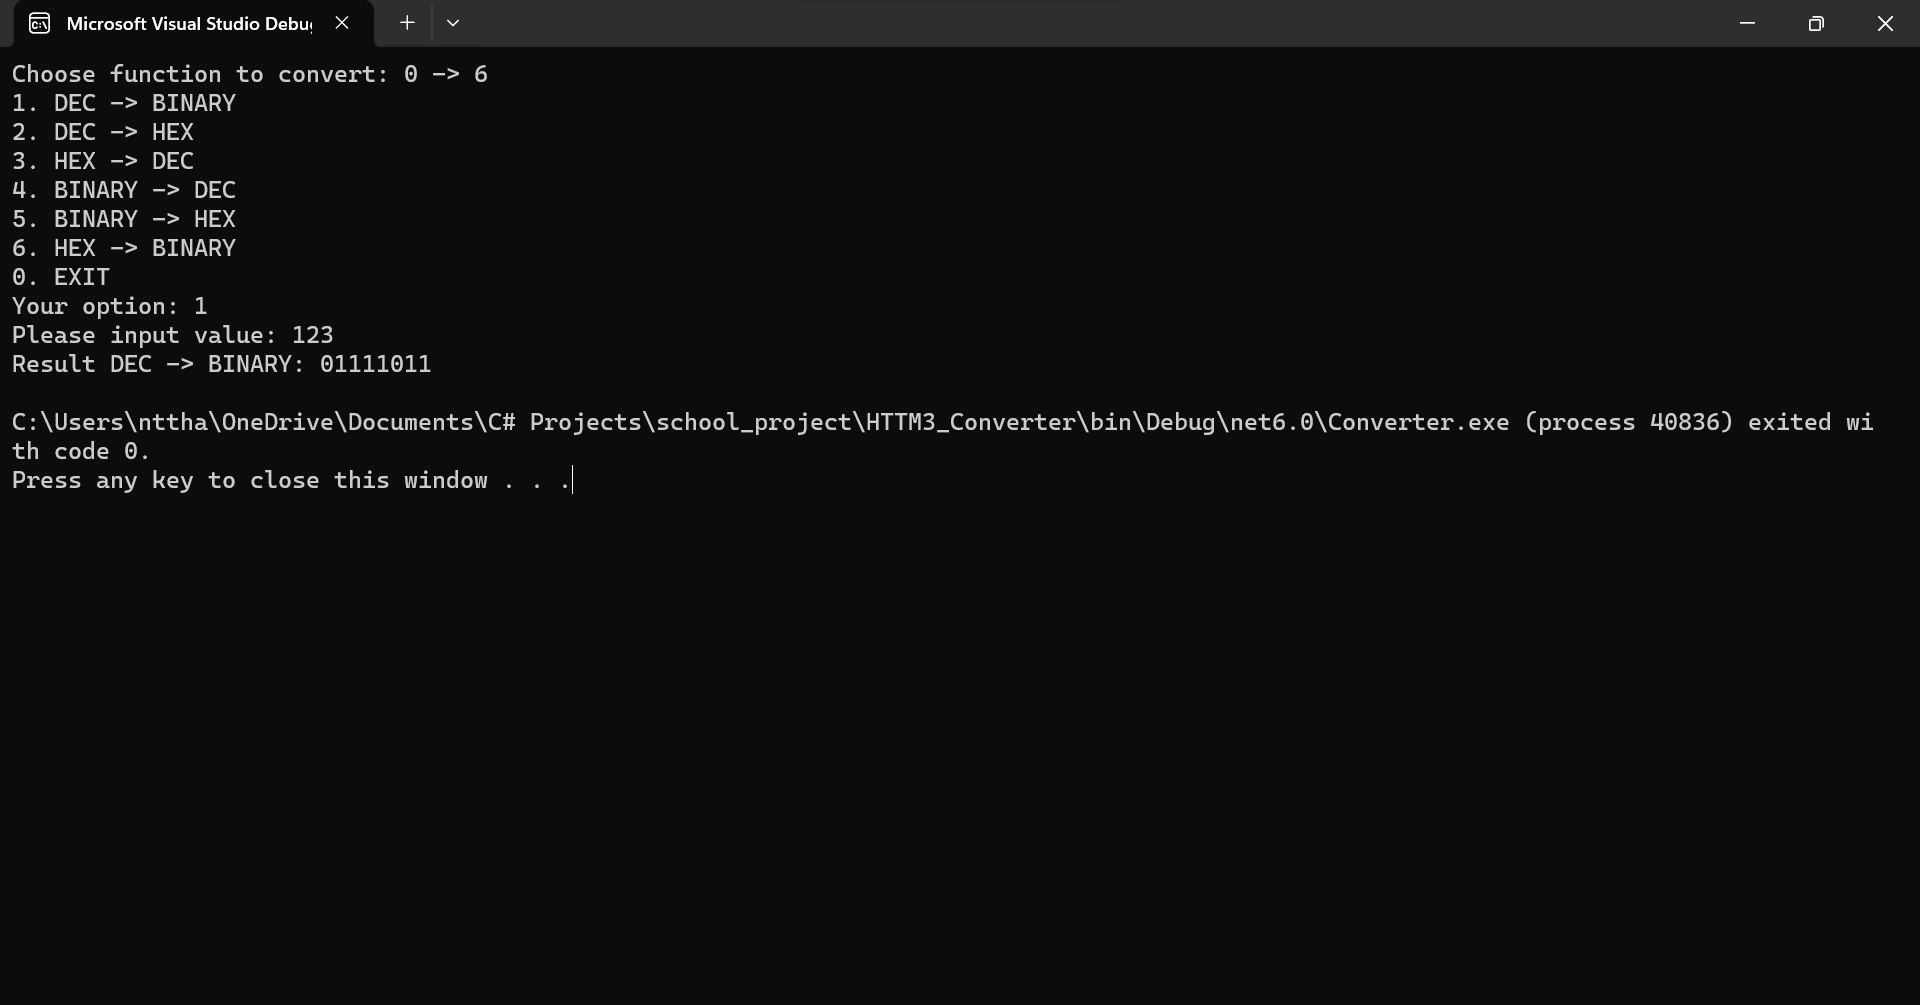 Microsoft Visual Studio Debug
Choose function to convert: 0 -> 6
1. DEC -> BINARY
2. DEC -> HEX
3. HEX -> DEC
4. BINARY -> DEC
5. BINARY -> HEX
6. HEX -> BINARY
0. EXIT
Your option: 1
Please input value: 123
Result DEC -> BINARY: 01111011
C:\Users\nttha\OneDrive\Documents\C# Projects\school_project\HTTM3_Converter\bin\Debug\net6.0\Converter.exe (process 40836) exited wi
th code 0.
Press any key to close this window . . .